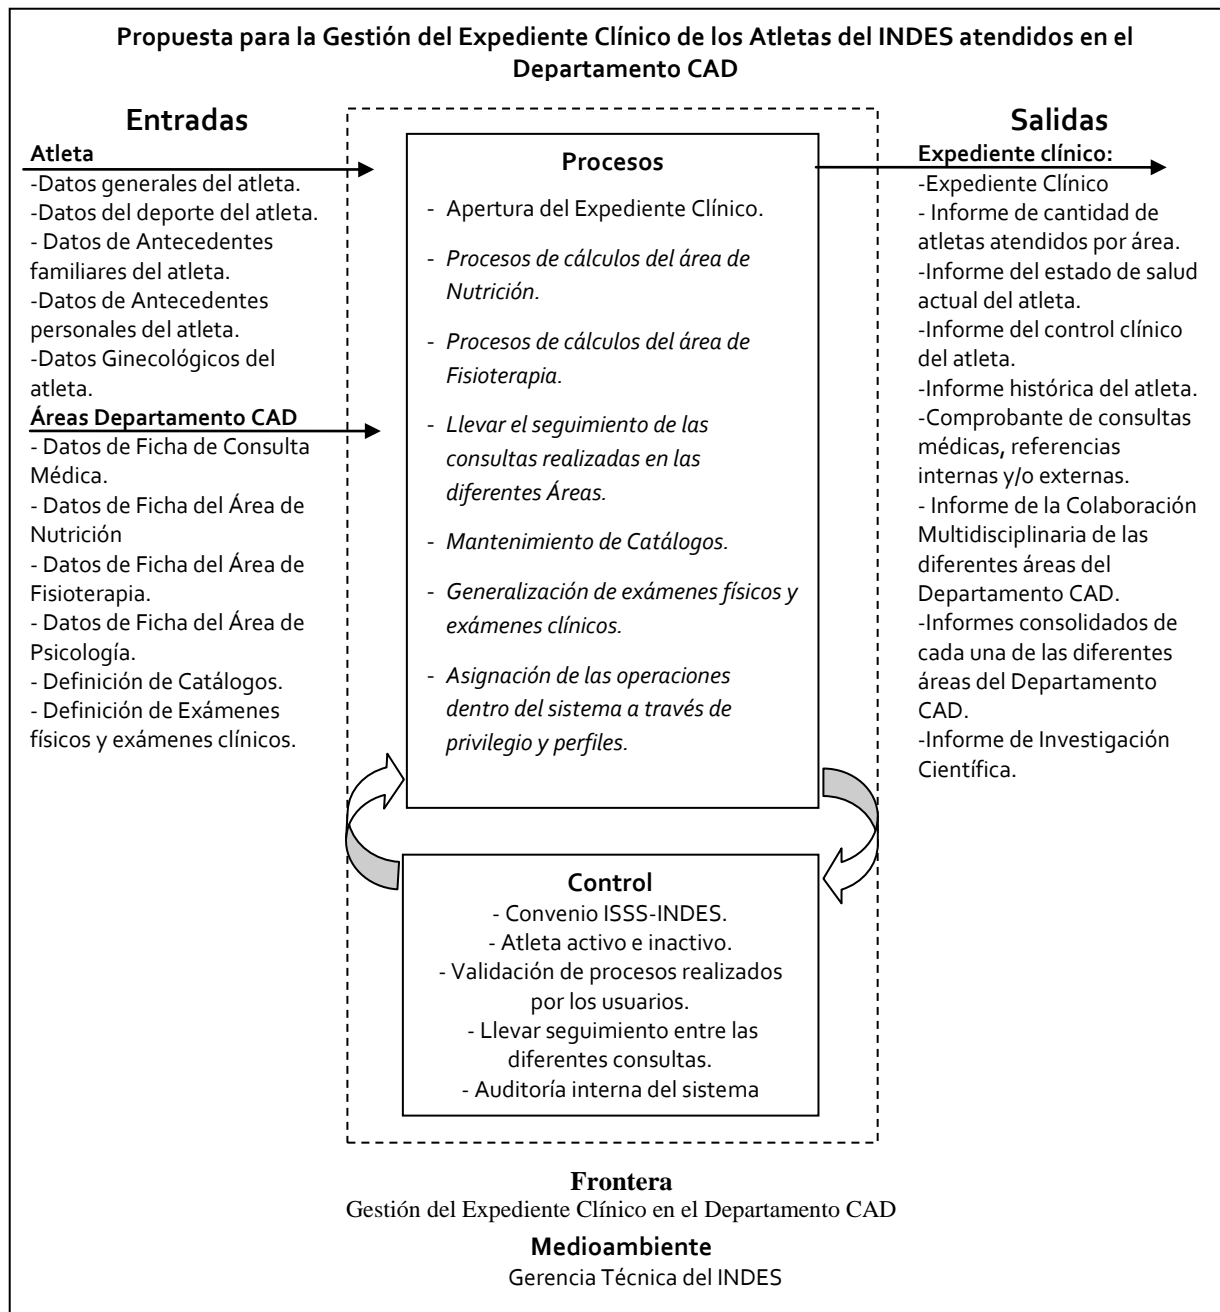 Propuesta para la Gestión del Expediente Clínico de los Atletas del INDES atendidos en el
Departamento CAD
Entradas
Atleta
-Datos generales del atleta.
-Datos del deporte del atleta.
- Datos de Antecedentes
familiares del atleta.
-Datos de Antecedentes
personales del atleta.
-Datos Ginecológicos del
atleta.
Áreas Departamento CAD
- Datos de Ficha de Consulta
Médica.
- Datos de Ficha del Área de
Nutrición
- Datos de Ficha del Área de
Fisioterapia.
- Datos de Ficha del Área de
Psicología.
- Definición de Catálogos.
- Definición de Exámenes
físicos y exámenes clínicos.
Procesos
- Apertura del Expediente Clínico.
- Procesos de cálculos del área de
Nutrición.
- Procesos de cálculos del área de
Fisioterapia.
- Llevar el seguimiento de las
consultas realizadas en las
diferentes Áreas.
- Mantenimiento de Catálogos.
- Generalización de exámenes físicos y
exámenes clínicos.
- Asignación de las operaciones
dentro del sistema a través de
privilegio y perfiles.
Salidas
Expediente clínico:
-Expediente Clínico
- Informe de cantidad de
atletas atendidos por área.
-Informe del estado de salud
actual del atleta.
-Informe del control clínico
del atleta.
-Informe histórica del atleta.
-Comprobante de consultas
médicas, referencias
internas y/o externas.
- Informe de la Colaboración
Multidisciplinaria de las
diferentes áreas del
Departamento CAD.
-Informes consolidados de
cada una de las diferentes
áreas del Departamento
CAD.
-Informe de Investigación
Científica.
Control
- Convenio ISSS-INDES.
- Atleta activo e inactivo.
- Validación de procesos realizados
por los usuarios.
- Llevar seguimiento entre las
diferentes consultas.
- Auditoría interna del sistema
Frontera
Gestión del Expediente Clínico en el Departamento CAD
Medioambiente
Gerencia Técnica del INDES